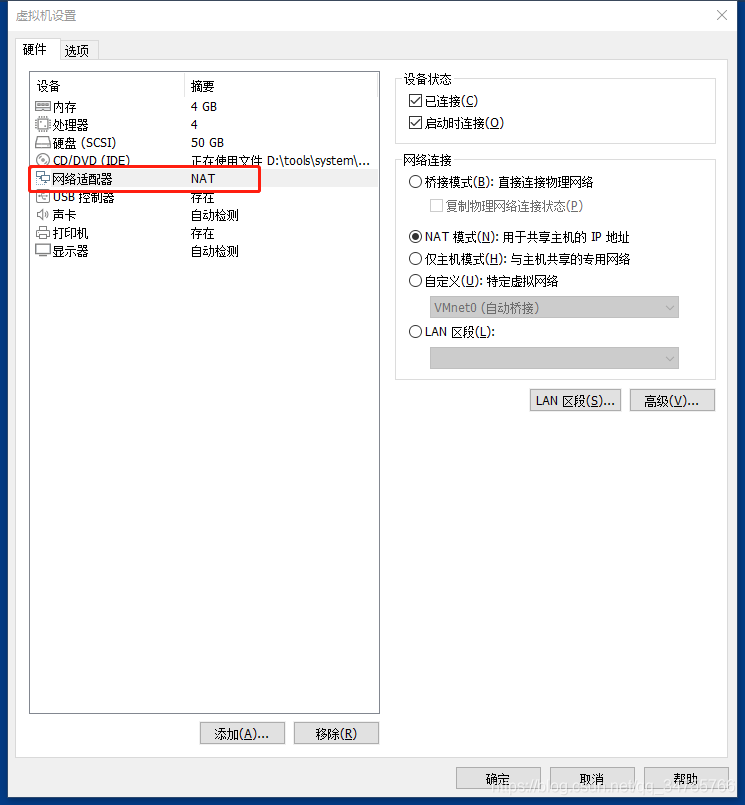 虚拟机设置
硬件 选项
设备 摘要
内存 4 GB
处理器 4
硬盘 (SCSI) 50 GB
CD/DVD (IDE) 正在使用文件 D:\tools\system\...
网络适配器 NAT
USB 控制器 存在
声卡 自动检测
打印机 存在
显示器 自动检测
添加(A)... 移除(R)
设备状态
已连接(C)
启动时连接(O)
网络连接
桥接模式(B): 直接连接物理网络
复制物理网络连接状态(P)
NAT 模式(N): 用于共享主机的 IP 地址
仅主机模式(H): 与主机共享的专用网络
自定义(U): 特定虚拟网络
VMnet0 (自动桥接)
LAN 区段(L):
LAN 区段(S)... 高级(V)...
确定 取消 帮助